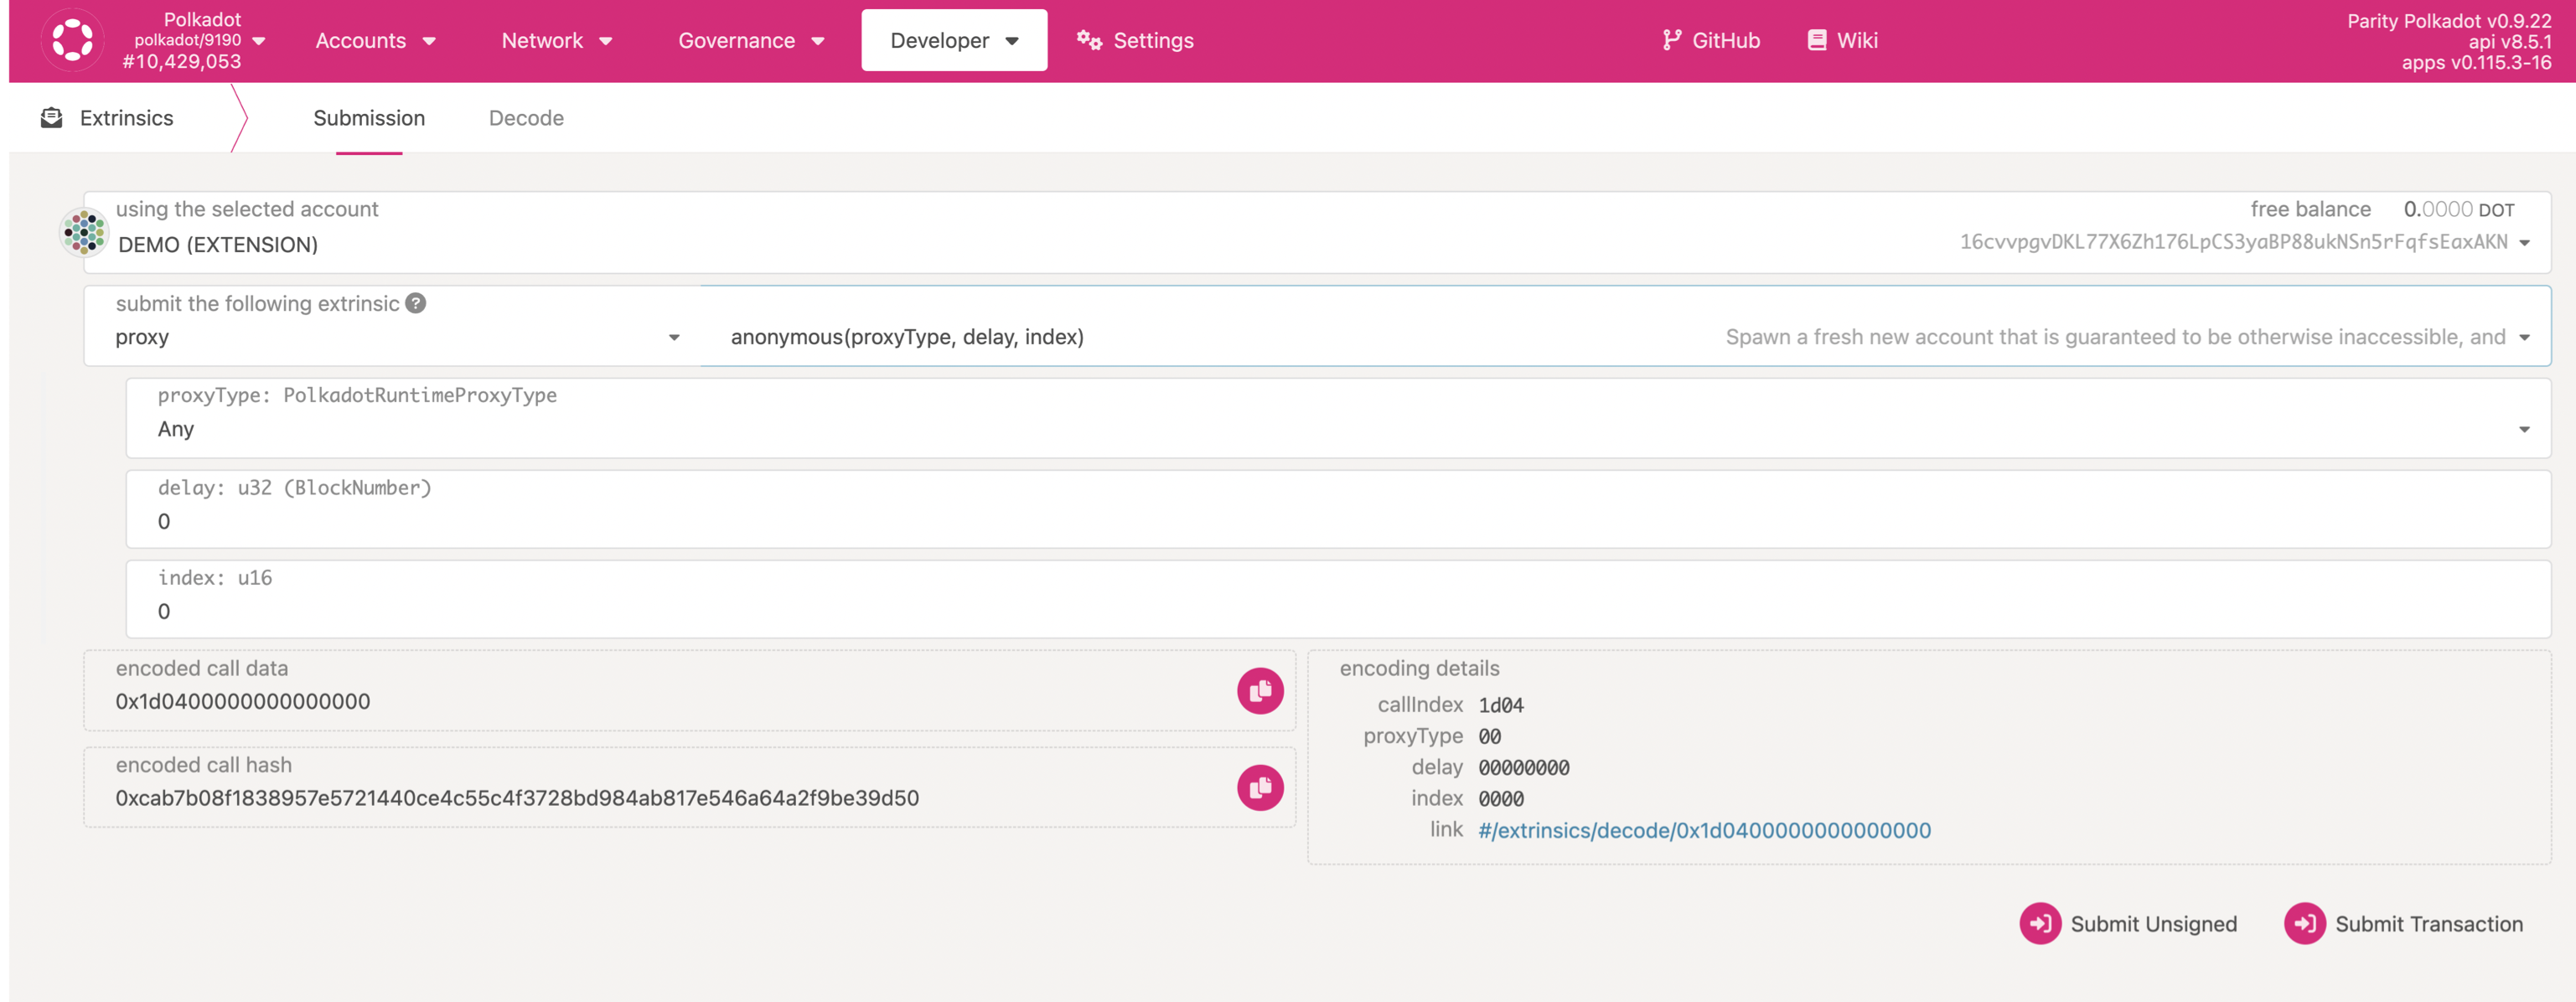 Polkadot
polkadot/9190
#10,429,053
Accounts
Network
Governance
Developer
Settings
GitHub
Wiki
Parity Polkadot v0.9.22
api v8.5.1
apps v0.115.3-16
Extrinsics
Submission
Decode
using the selected account
DEMO (EXTENSION)
free balance 0.0000 DOT
16cvvpgvDKL77X6Zh176LpCS3yaBP88ukNSn5rFqfsEaxAKN
submit the following extrinsic ?
proxy
anonymous(proxyType, delay, index)
Spawn a fresh new account that is guaranteed to be otherwise inaccessible, and
proxyType: PolkadotRuntimeProxyType
Any
delay: u32 (BlockNumber)
0
index: u16
0
encoded call data
0x1d0400000000000000
encoded call hash
0xcab7b08f1838957e5721440ce4c55c4f3728bd984ab817e546a64a2f9be39d50
encoding details
callIndex 1d04
proxyType 00
delay 00000000
index 0000
link #/extrinsics/decode/0x1d0400000000000000
Submit Unsigned
Submit Transaction